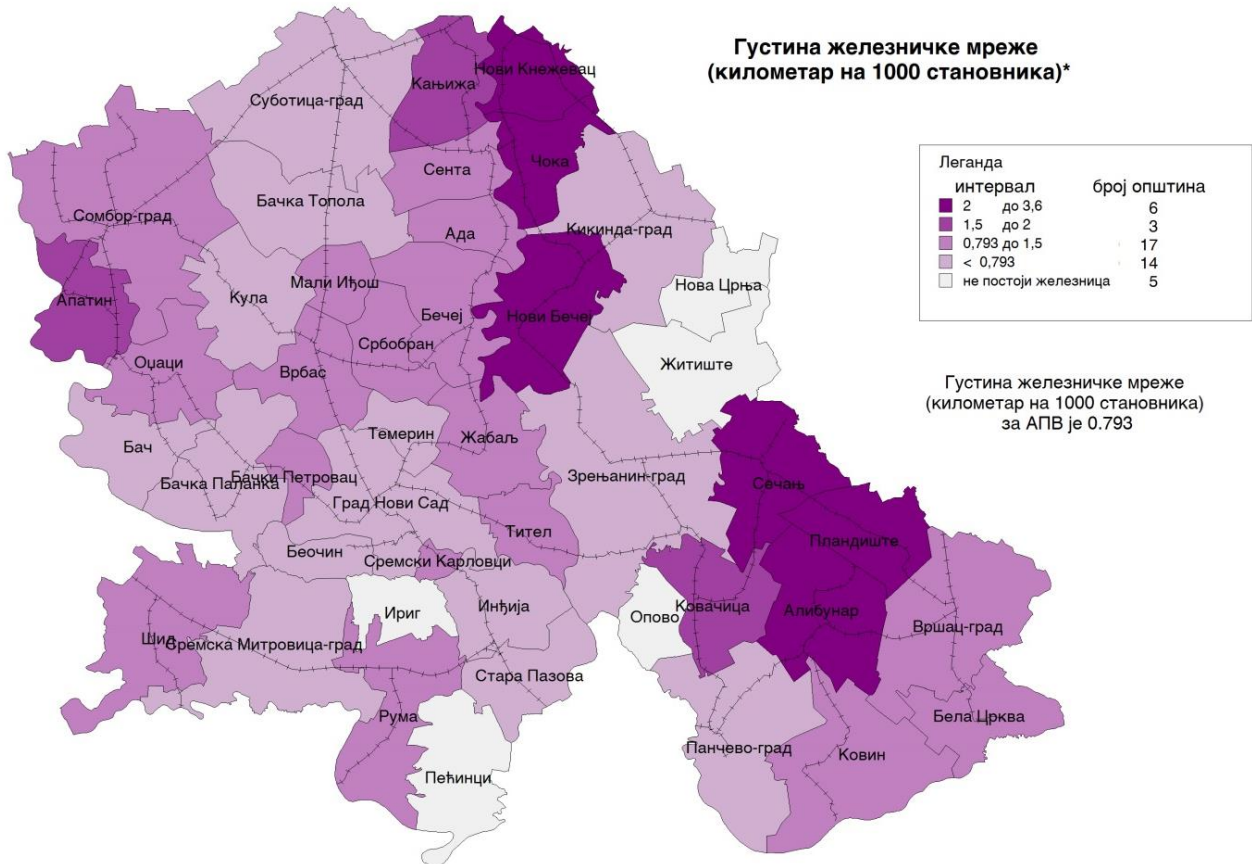 Густина железничке мреже
(километар на 1000 становника)*
Леганда
интервал број општина
2 до 3,6 6
1,5 до 2 3
0,793 до 1,5 17
< 0,793 14
не постоји железница 5
Густина железничке мреже
(километар на 1000 становника)
за АПВ је 0.793
Нови Кнежевац
Кањижа
Суботица-град
Чока
Сента
Бачка Топола
Сомбор-град
Ада
Кикинда-град
Мали Иђош
Нова Црња
Апатин
Кула
Бечеј
Нови Бечеј
Србобран
Оџаци
Врбас
Житиште
Темерин
Жабаљ
Бач
Бачки Петровац
Бачка Паланка
Зрењанин-град
Сечањ
Град Нови Сад
Тител
Пландиште
Беочин
Сремски Карловци
Ириг
Инђија
Опово
Ковачица
Алибунар
Вршац-град
Шид
Сремска Митровица-град
Стара Пазова
Рума
Бела Црква
Панчево-град
Ковин
Пећинци